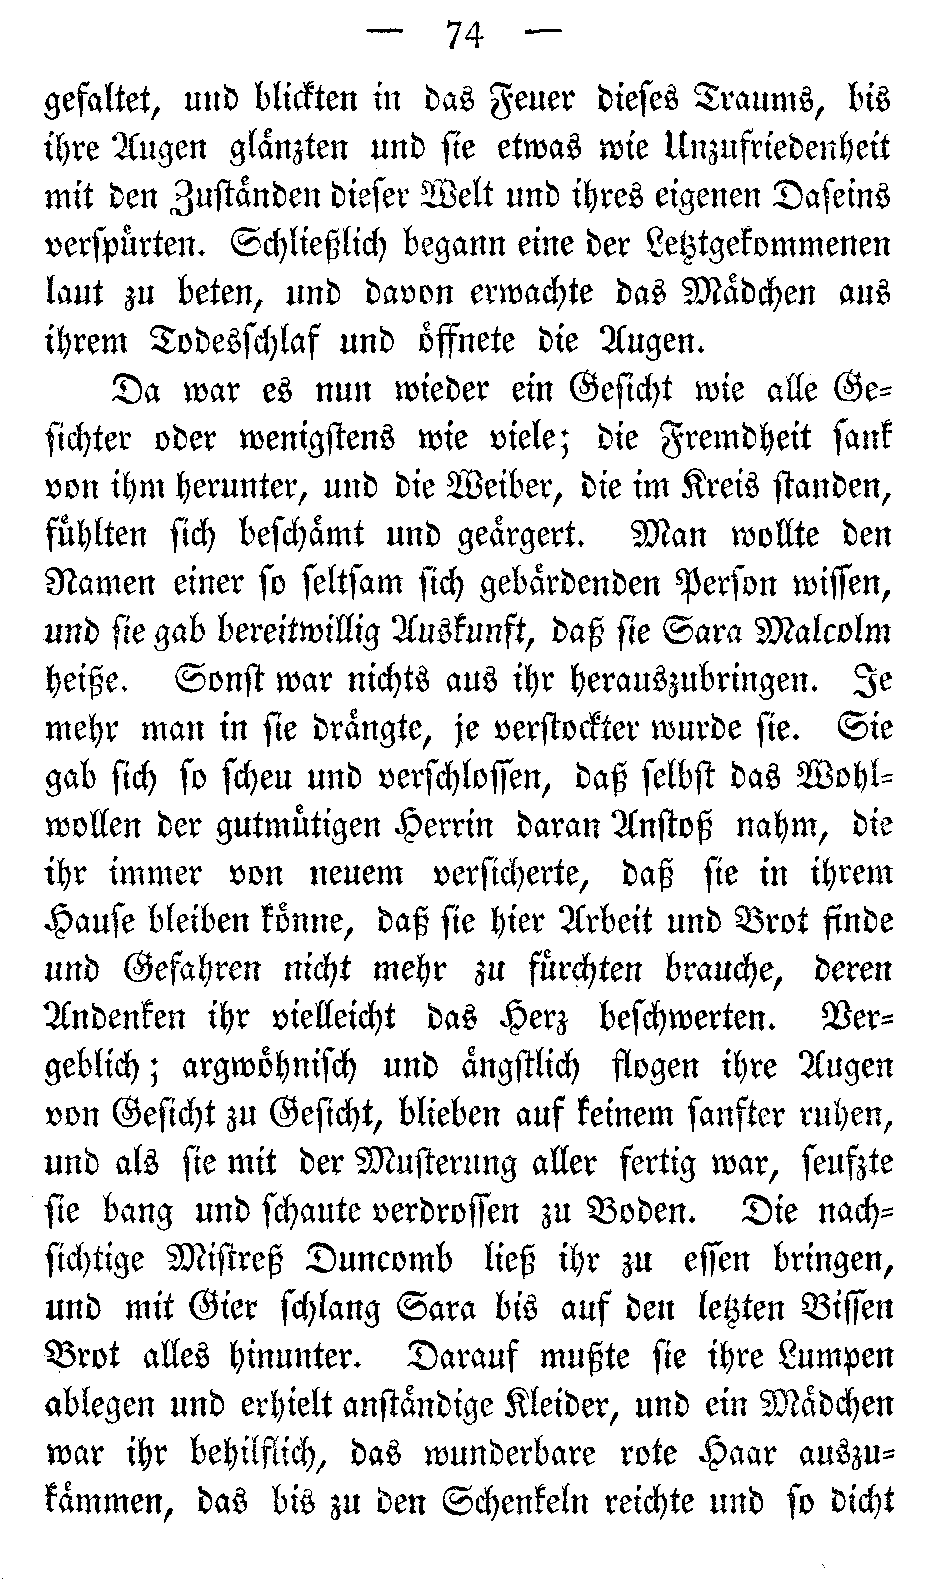 — 74 —
gefaltet, und blickten in das Feuer dieses Traums, bis
ihre Augen glänzten und sie etwas wie Unzufriedenheit
mit den Zuständen dieser Welt und ihres eigenen Daseins
verspürten. Schließlich begann eine der Letztgekommenen
laut zu beten, und davon erwachte das Mädchen aus
ihrem Todesschlaf und öffnete die Augen.
Da war es nun wieder ein Gesicht wie alle Ge-
sichter oder wenigstens wie viele; die Fremdheit sank
von ihm herunter, und die Weiber, die im Kreis standen,
fühlten sich beschämt und geärgert. Man wollte den
Namen einer so seltsam sich gebärdenden Person wissen,
und sie gab bereitwillig Auskunft, daß sie Sara Malcolm
heiße. Sonst war nichts aus ihr herauszubringen. Je
mehr man in sie drängte, je verstockter wurde sie. Sie
gab sich so scheu und verschlossen, daß selbst das Wohl-
wollen der gutmütigen Herrin daran Anstoß nahm, die
ihr immer von neuem versicherte, daß sie in ihrem
Hause bleiben könne, daß sie hier Arbeit und Brot finde
und Gefahren nicht mehr zu fürchten brauche, deren
Andenken ihr vielleicht das Herz beschwerten. Ver-
geblich; argwöhnisch und ängstlich flogen ihre Augen
von Gesicht zu Gesicht, blieben auf keinem sanfter ruhen,
und als sie mit der Musterung aller fertig war, seufzte
sie bang und schaute verdrossen zu Boden. Die nach-
sichtige Mistreß Duncomb ließ ihr zu essen bringen,
und mit Gier schlang Sara bis auf den letzten Bissen
Brot alles hinunter. Darauf mußte sie ihre Lumpen
ablegen und erhielt anständige Kleider, und ein Mädchen
war ihr behilflich, das wunderbare rote Haar auszu-
kämmen, das bis zu den Schenkeln reichte und so dicht